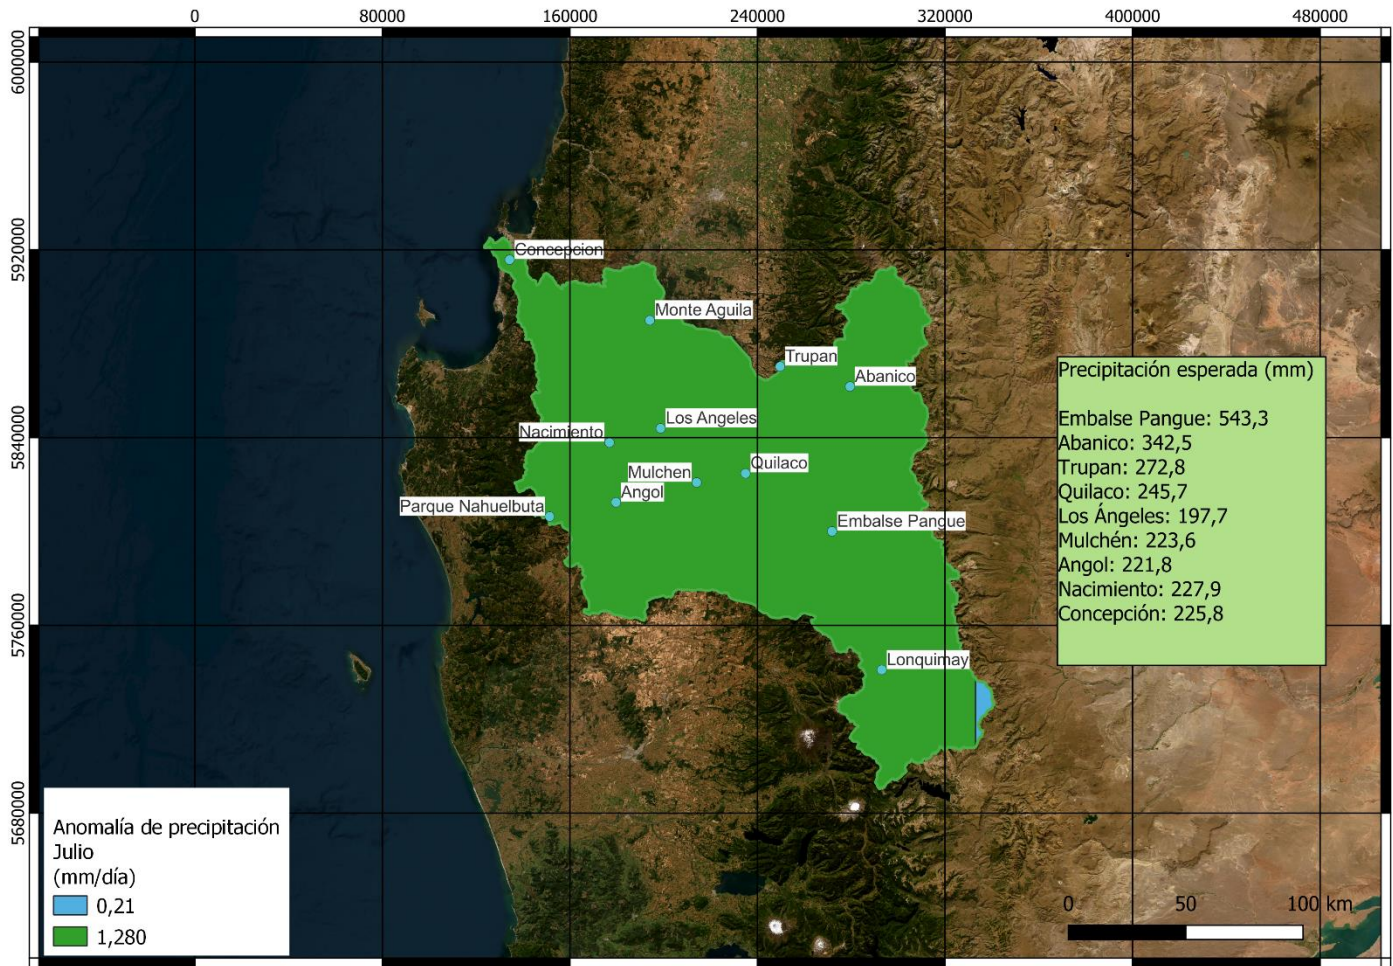 0 80000 160000 240000 320000 400000 480000
6000000
5920000
5840000
5760000
5680000
Concepcion
Monte Aguila
Trupan
Abanico
Los Angeles
Nacimiento
Mulchen
Quilaco
Angol
Parque Nahuelbuta
Embalse Pangue
Lonquimay
Precipitación esperada (mm)
Embalse Pangue: 543,3
Abanico: 342,5
Trupan: 272,8
Quilaco: 245,7
Los Ángeles: 197,7
Mulchén: 223,6
Angol: 221,8
Nacimiento: 227,9
Concepción: 225,8
Anomalía de precipitación
Julio
(mm/día)
0,21
1,280
0 50 100 km